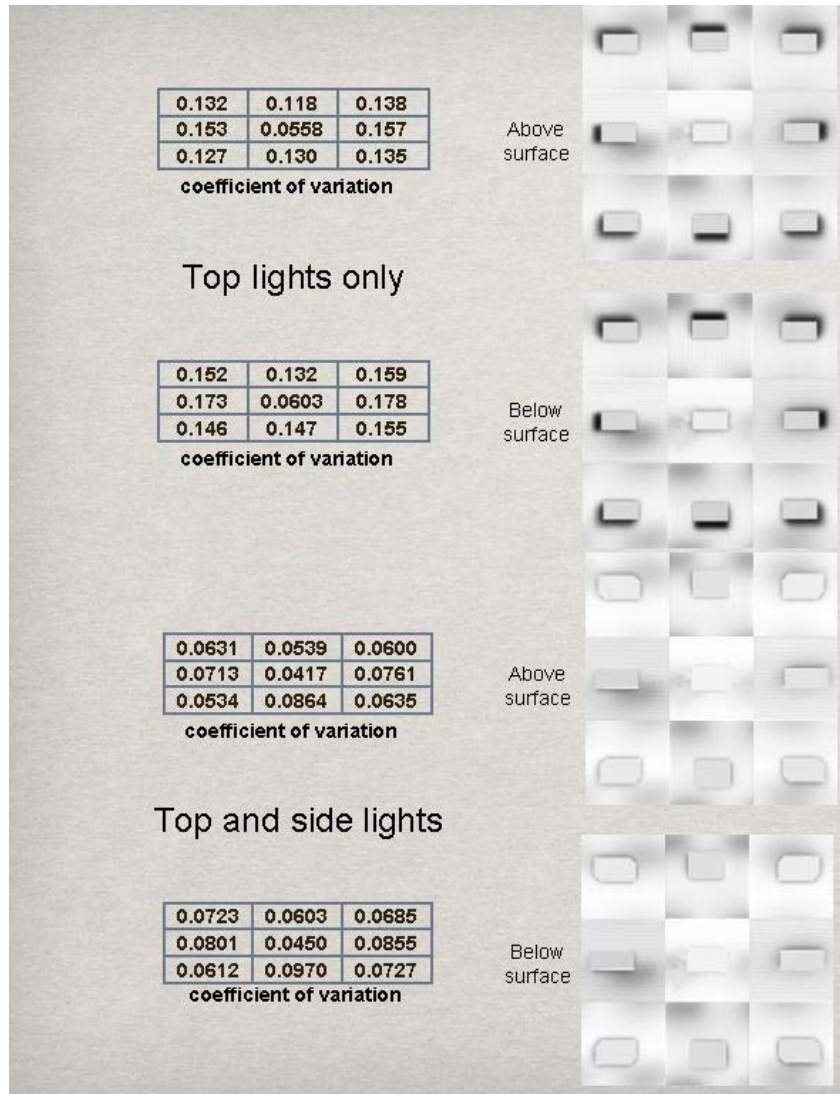 0.132 0.118 0.138
0.153 0.0558 0.157
0.127 0.130 0.135
coefficient of variation
Above
surface
Top lights only
0.152 0.132 0.159
0.173 0.0603 0.178
0.146 0.147 0.155
coefficient of variation
Below
surface
0.0631 0.0539 0.0600
0.0713 0.0417 0.0761
0.0534 0.0864 0.0635
coefficient of variation
Above
surface
Top and side lights
0.0723 0.0603 0.0685
0.0801 0.0450 0.0855
0.0612 0.0970 0.0727
coefficient of variation
Below
surface